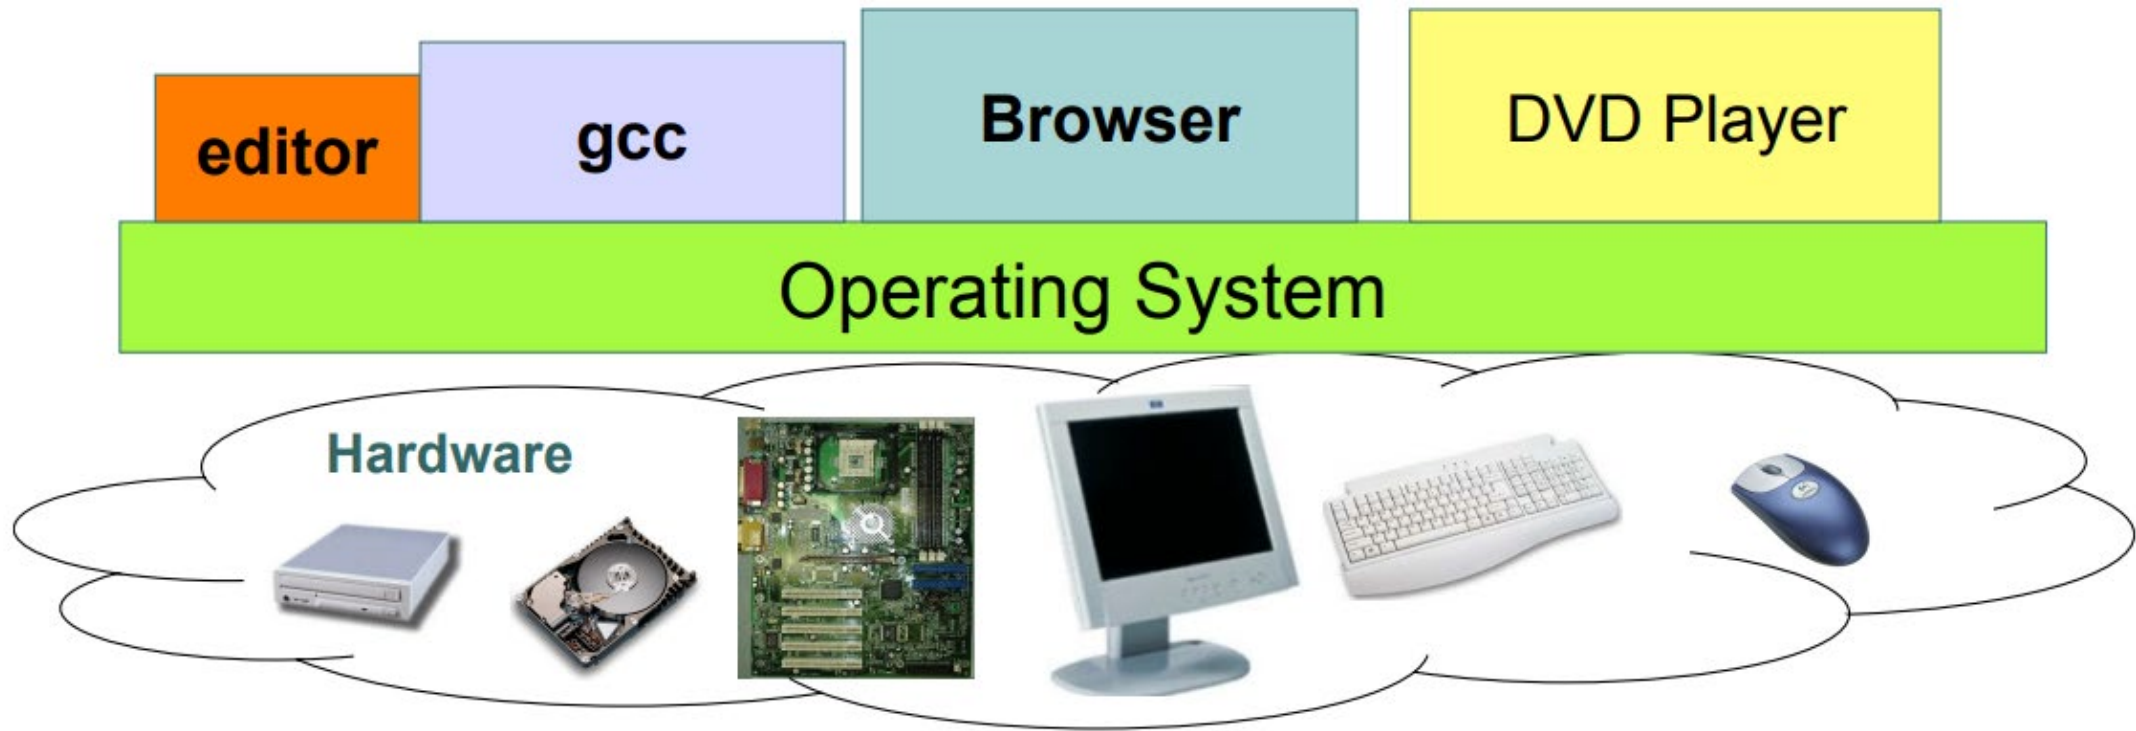 editor
gcc
Browser
DVD Player
Operating System
Hardware